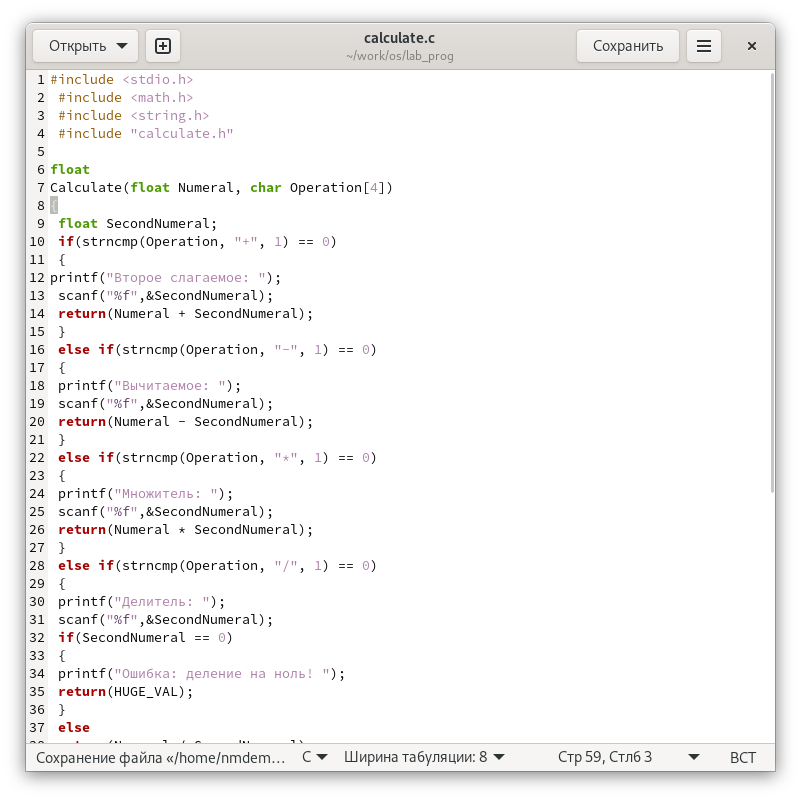 Открыть
calculate.c
~/work/os/lab_prog
Сохранить
1 #include <stdio.h>
2 #include <math.h>
3 #include <string.h>
4 #include "calculate.h"
5
6 float
7 Calculate(float Numeral, char Operation[4])
8 {
9 float SecondNumeral;
10 if(strncmp(Operation, "+", 1) == 0)
11 {
12 printf("Второе слагаемое: ");
13 scanf("%f",&SecondNumeral);
14 return(Numeral + SecondNumeral);
15 }
16 else if(strncmp(Operation, "-", 1) == 0)
17 {
18 printf("Вычитаемое: ");
19 scanf("%f",&SecondNumeral);
20 return(Numeral - SecondNumeral);
21 }
22 else if(strncmp(Operation, "*", 1) == 0)
23 {
24 printf("Множитель: ");
25 scanf("%f",&SecondNumeral);
26 return(Numeral * SecondNumeral);
27 }
28 else if(strncmp(Operation, "/", 1) == 0)
29 {
30 printf("Делитель: ");
31 scanf("%f",&SecondNumeral);
32 if(SecondNumeral == 0)
33 {
34 printf("Ошибка: деление на ноль! ");
35 return(HUGE_VAL);
36 }
37 else
Сохранение файла «/home/nmdem… C Ширина табуляции: 8 Стр 59, Стлб 3 ВСТ